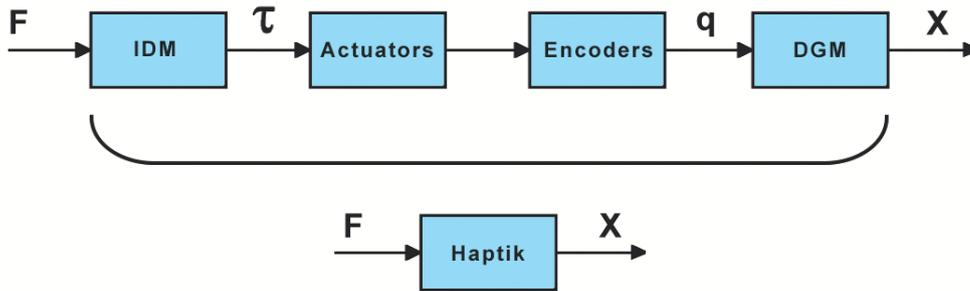 F τ q X
IDM Actuators Encoders DGM
F X
Haptik